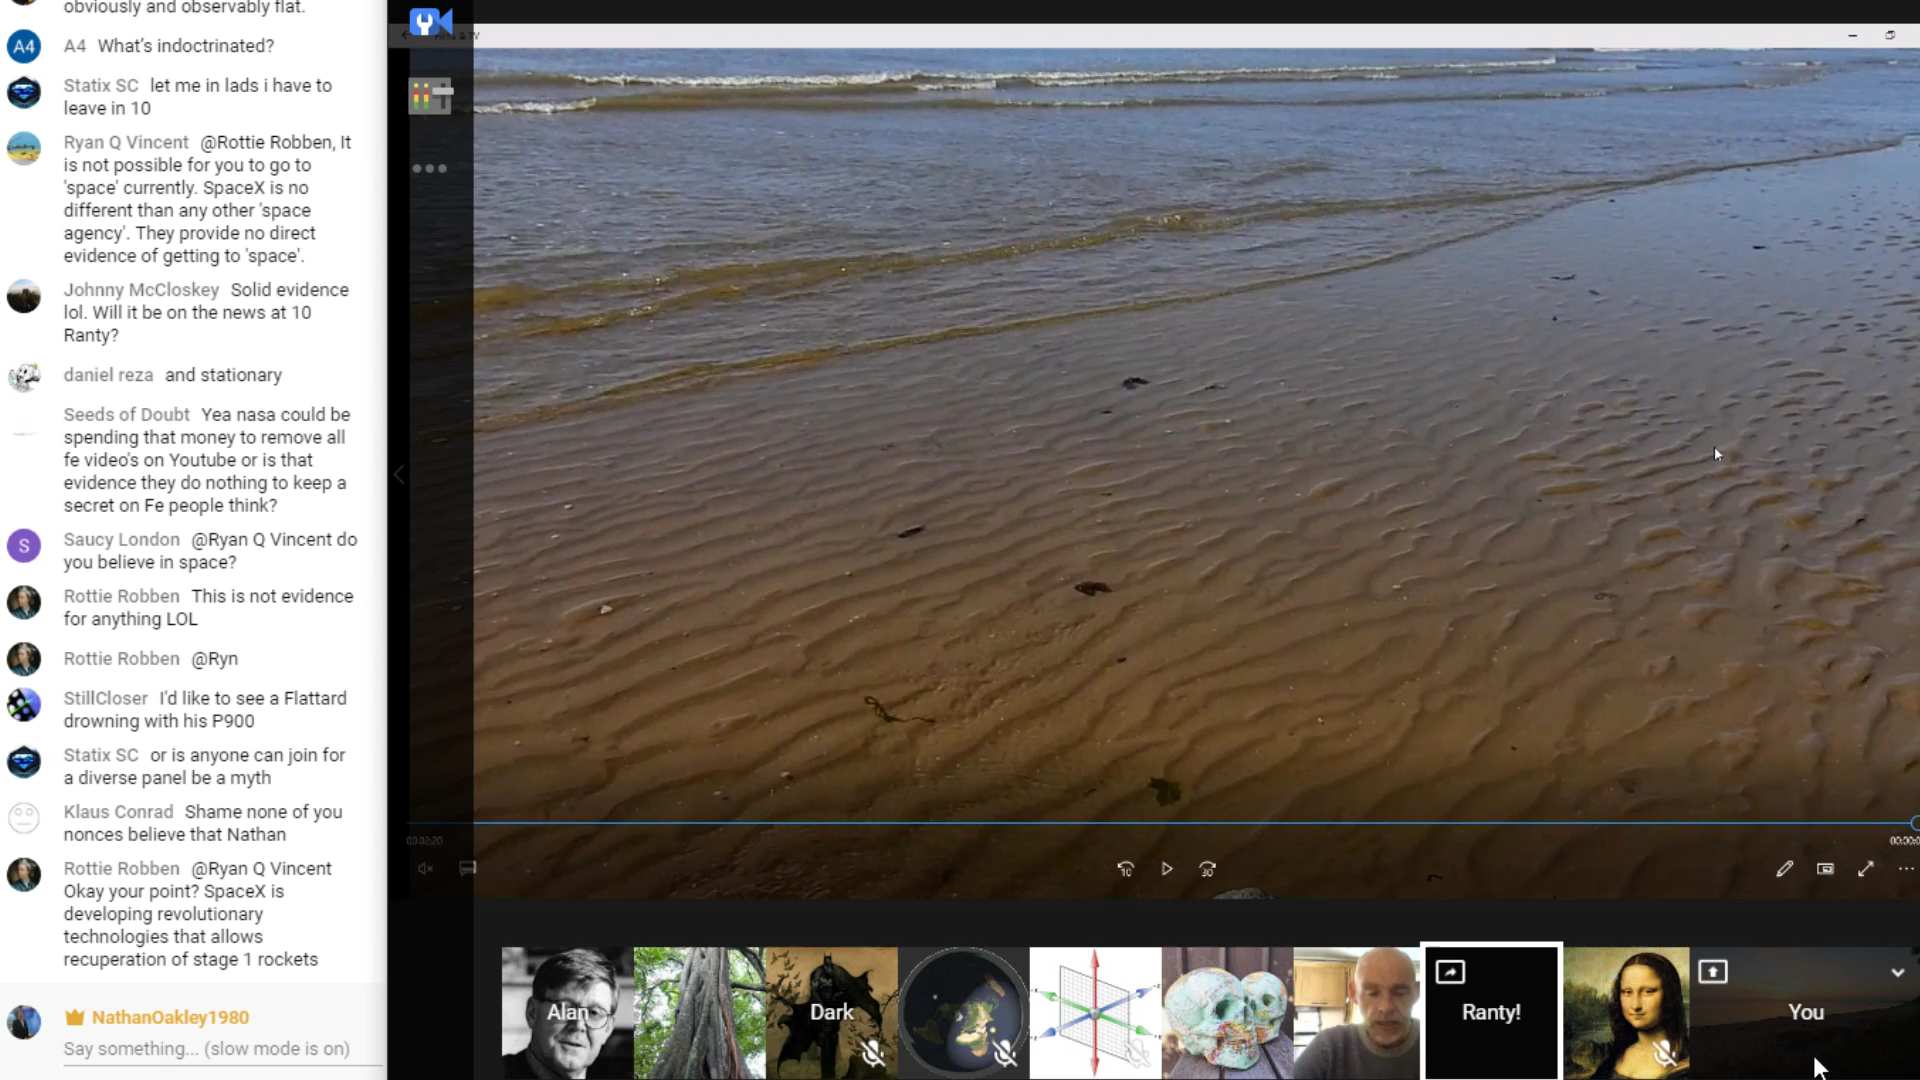 obviously and observably flat.
A4 A4 What's indoctrinated?
Statix SC let me in lads i have to
leave in 10
Ryan Q Vincent @Rottie Robben, It
is not possible for you to go to
'space' currently. SpaceX is no
different than any other 'space
agency'. They provide no direct
evidence of getting to 'space'.
Johnny McCloskey Solid evidence
lol. Will it be on the news at 10
Ranty?
daniel reza and stationary
Seeds of Doubt Yea nasa could be
spending that money to remove all
fe video's on Youtube or is that
evidence they do nothing to keep a
secret on Fe people think?
S Saucy London @Ryan Q Vincent do
you believe in space?
Rottie Robben This is not evidence
for anything LOL
Rottie Robben @Ryn
StillCloser I'd like to see a Flattard
drowning with his P900
Statix SC or is anyone can join for
a diverse panel be a myth
Klaus Conrad Shame none of you
nonces believe that Nathan
Rottie Robben @Ryan Q Vincent
Okay your point? SpaceX is
developing revolutionary
technologies that allows
recuperation of stage 1 rockets
NathanOakley1980
Say something... (slow mode is on)
00:02:20
10
30
Alan
Dark
Ranty!
You